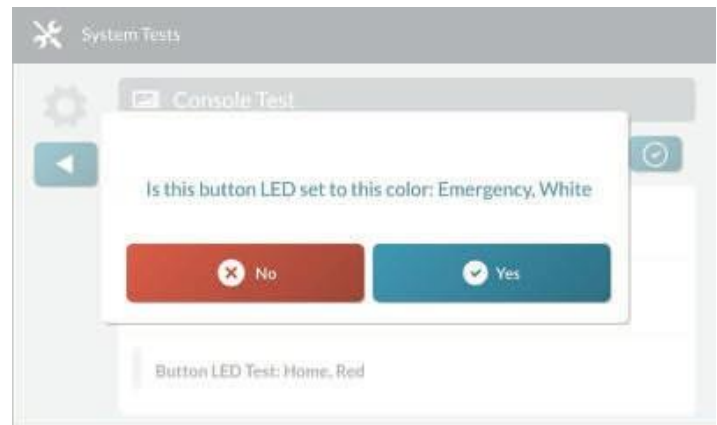 System Tests
Console Test
Is this button LED set to this color: Emergency, White
No
Yes
Button LED Test: Home, Red